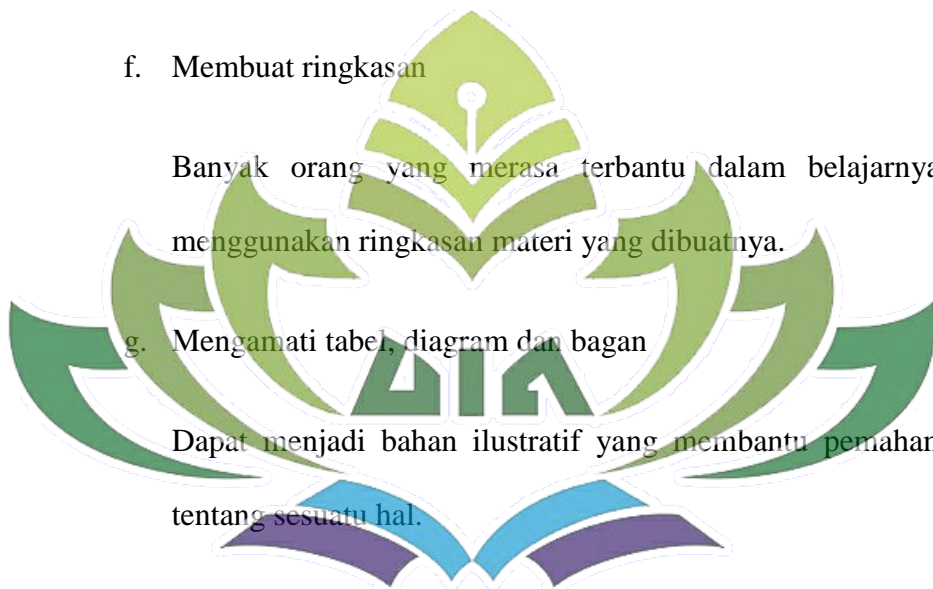 f. Membuat ringkasan
Banyak orang yang merasa terbantu dalam belajarnya
menggunakan ringkasan materi yang dibuatnya.
g. Mengamati tabel, diagram dan bagan
Dapat menjadi bahan ilustratif yang membantu pemahan
tentang sesuatu hal.